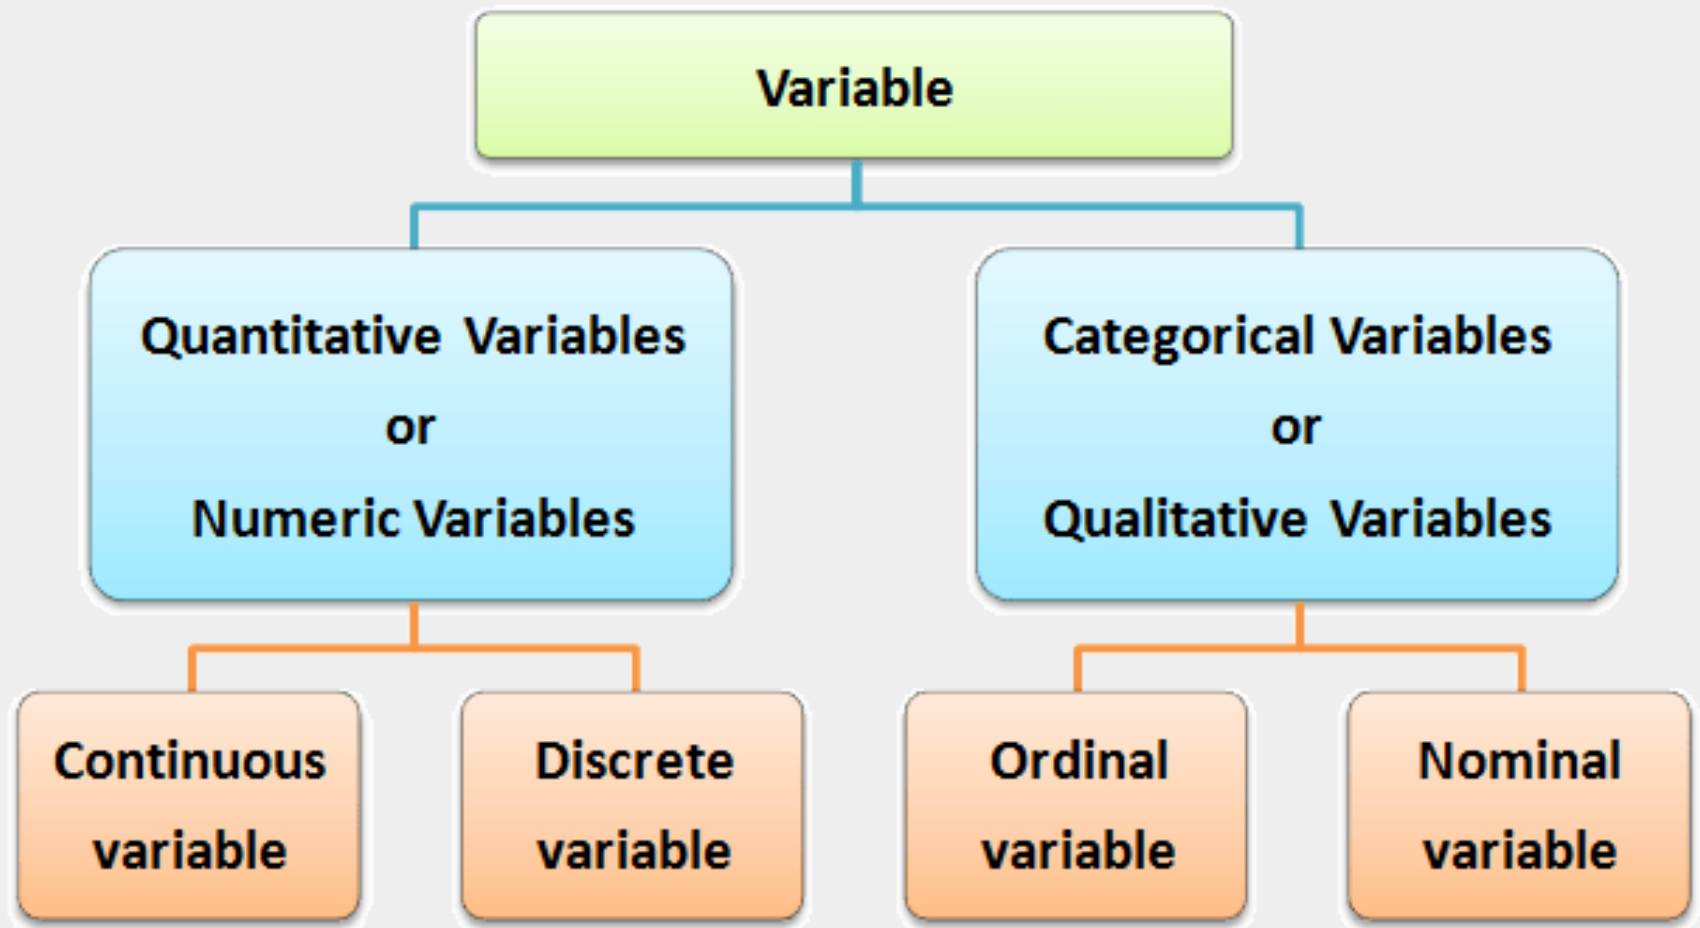 Variable
Quantitative Variables
or
Numeric Variables
Categorical Variables
or
Qualitative Variables
Continuous
variable
Discrete
variable
Ordinal
variable
Nominal
variable